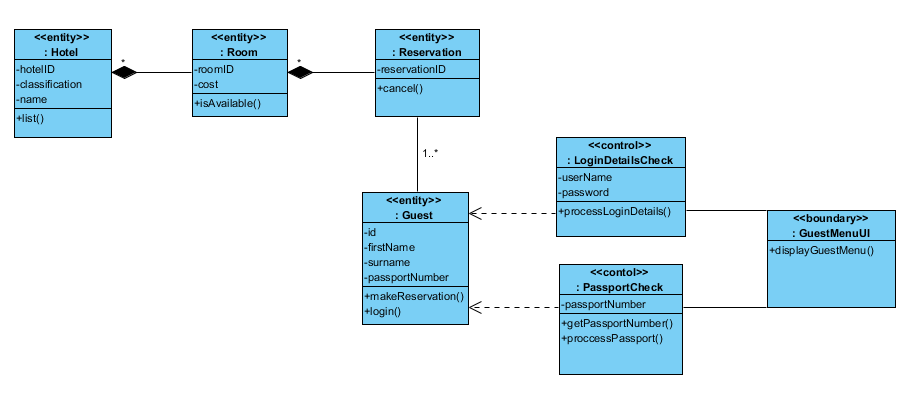 <<entity>>
: Hotel
-hotelID
-classification
-name
+list()
*
<<entity>>
: Room
-roomID
-cost
+isAvailable()
*
<<entity>>
: Reservation
-reservationID
+cancel()
1..*
<<entity>>
: Guest
-id
-firstName
-surname
-passportNumber
+makeReservation()
+login()
<<control>>
: LoginDetailsCheck
-userName
-password
+processLoginDetails()
<<contol>>
: PassportCheck
-passportNumber
+getPassportNumber()
+proccessPassport()
<<boundary>>
: GuestMenuUI
+displayGuestMenu()